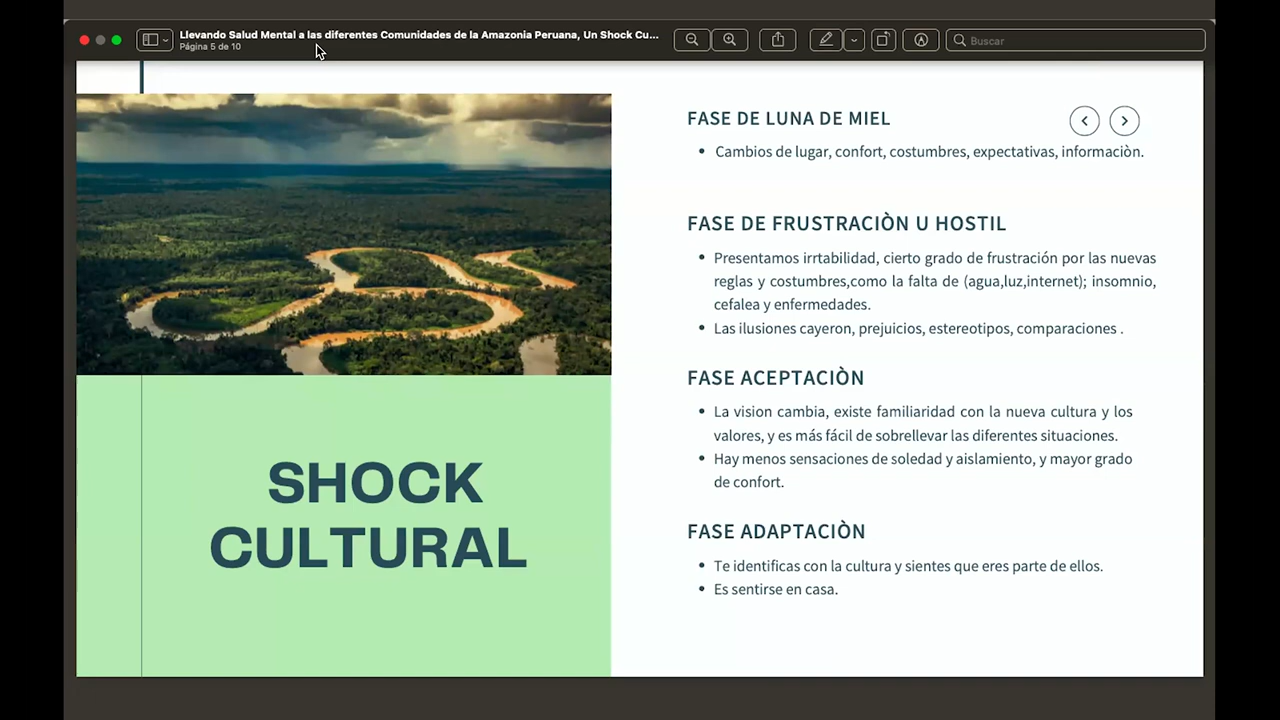 Llevando Salud Mental a las diferentes Comunidades de la Amazonia Peruana, Un Shock Cu...
Página 5 de 10
Buscar
FASE DE LUNA DE MIEL
• Cambios de lugar, confort, costumbres, expectativas, informaciòn.
FASE DE FRUSTRACIÒN U HOSTIL
• Presentamos irrtabilidad, cierto grado de frustración por las nuevas
reglas y costumbres,como la falta de (agua,luz,internet); insomnio,
cefalea y enfermedades.
• Las ilusiones cayeron, prejuicios, estereotipos, comparaciones .
FASE ACEPTACIÒN
• La vision cambia, existe familiaridad con la nueva cultura y los
valores, y es más fácil de sobrellevar las diferentes situaciones.
• Hay menos sensaciones de soledad y aislamiento, y mayor grado
de confort.
FASE ADAPTACIÒN
• Te identificas con la cultura y sientes que eres parte de ellos.
• Es sentirse en casa.
SHOCK
CULTURAL